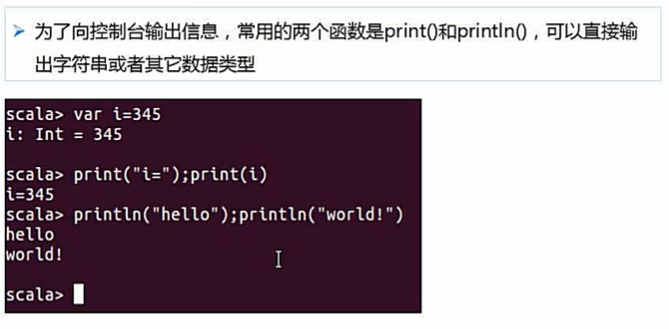 为了向控制台输出信息，常用的两个函数是print()和println()，可以直接输
出字符串或者其它数据类型
scala> var i=345
i: Int = 345
scala> print("i=");print(i)
i=345
scala> println("hello");println("world!")
hello
world!
scala>